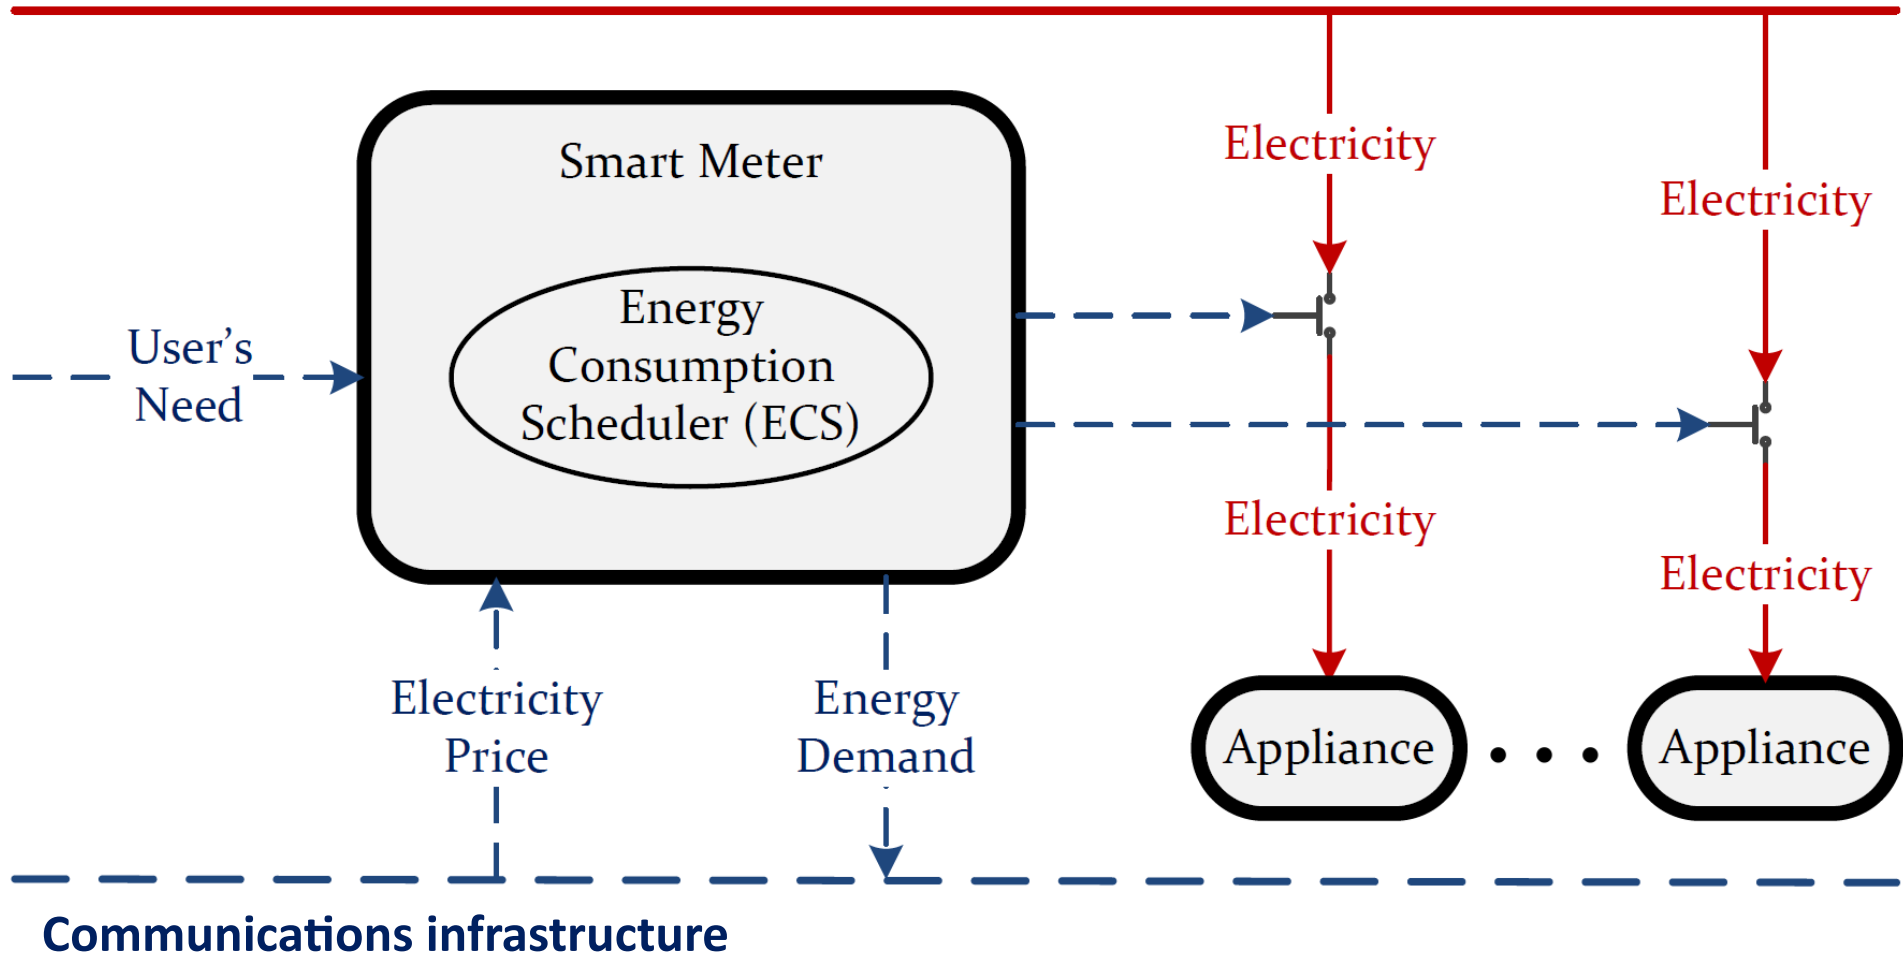 Smart Meter
Energy
Consumption
Scheduler (ECS)
User’s
Need
Electricity
Price
Energy
Demand
Electricity
Electricity
Electricity
Electricity
Appliance
Appliance
Communications infrastructure